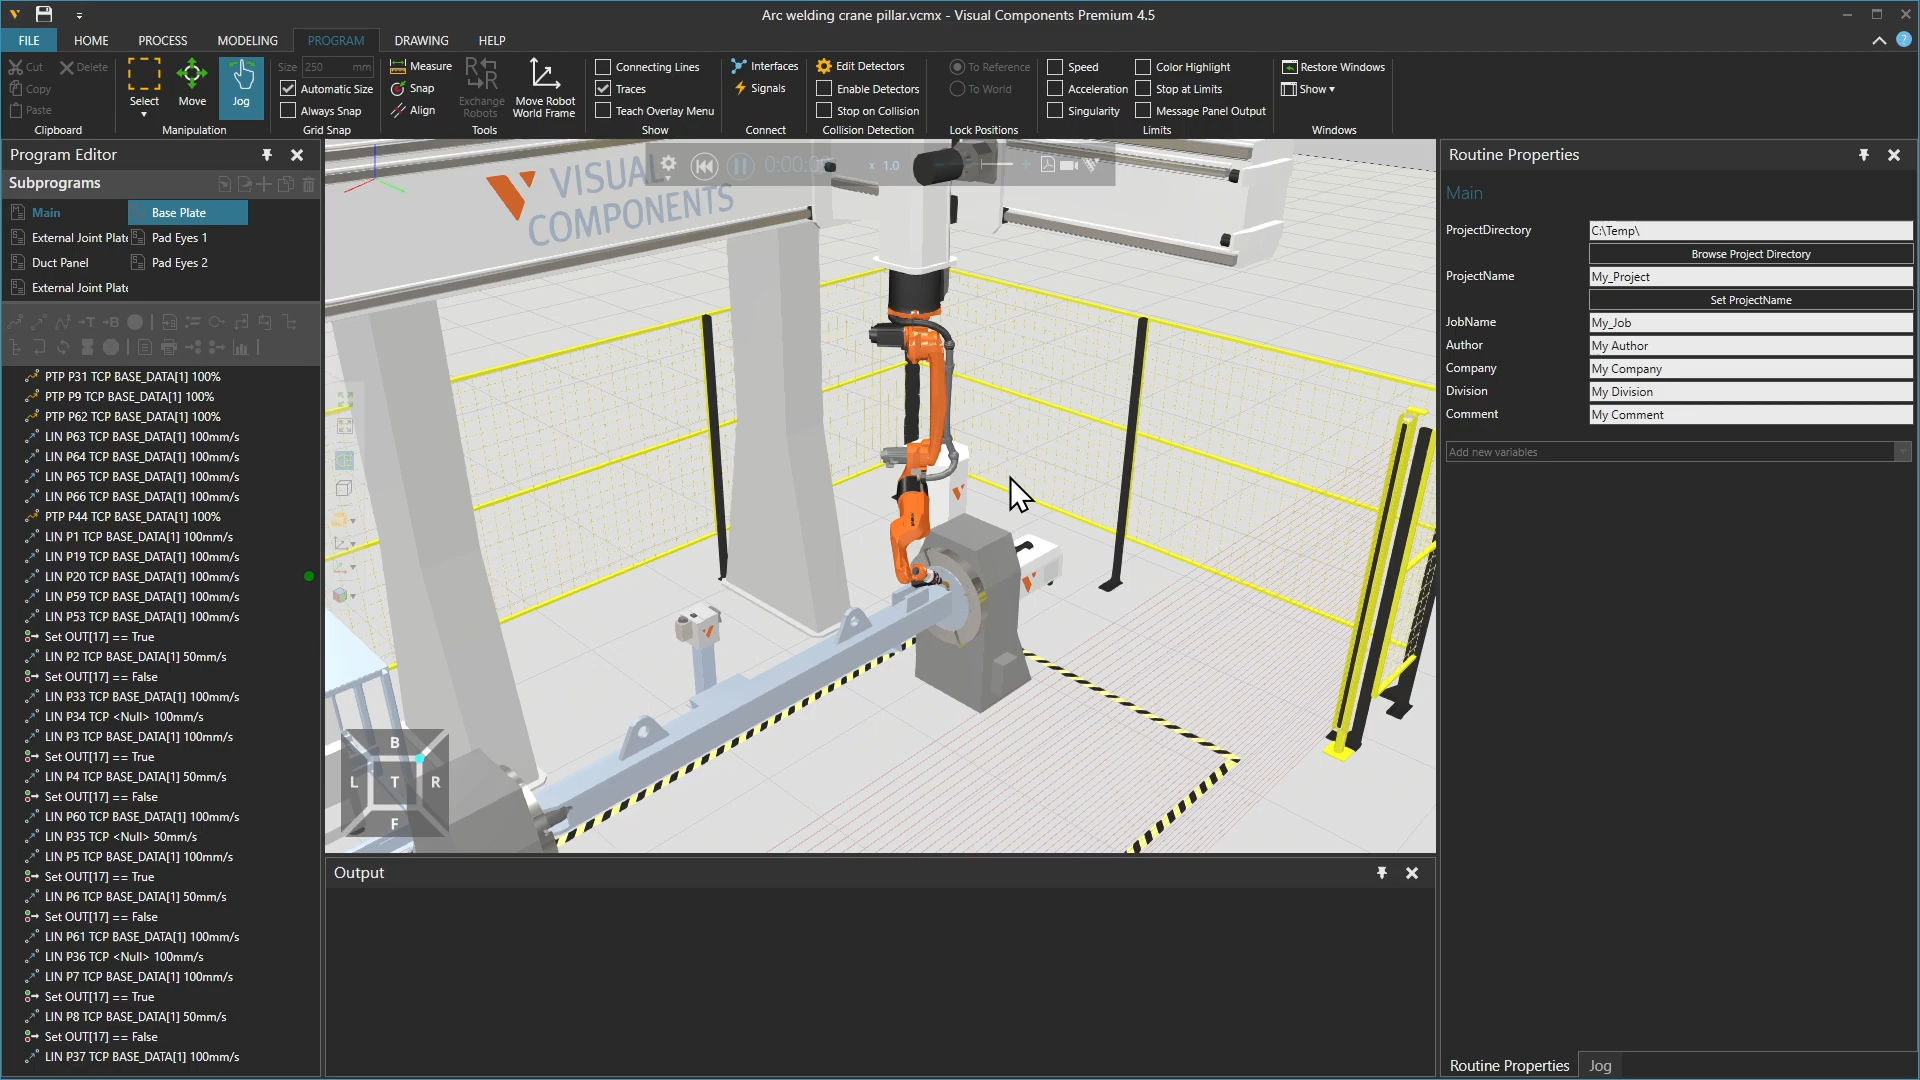 Arc welding crane pillar.vcmx - Visual Components Premium 4.5
FILE HOME PROCESS MODELING PROGRAM DRAWING HELP
Cut Delete
Copy
Paste
Clipboard
Select Move Jog
Manipulation
Size 250 mm
Automatic Size
Always Snap
Grid Snap
Measure
Snap
Align
Exchange Robots
Move Robot World Frame
Tools
Connecting Lines
Traces
Teach Overlay Menu
Show
Interfaces
Signals
Connect
Edit Detectors
Enable Detectors
Stop on Collision
Collision Detection
To Reference
To World
Lock Positions
Speed Color Highlight
Acceleration Stop at Limits
Singularity Message Panel Output
Limits
Restore Windows
Show
Windows
Program Editor
Subprograms
Main Base Plate
External Joint Plat Pad Eyes 1
Duct Panel Pad Eyes 2
External Joint Plat
PTP P31 TCP BASE_DATA[1] 100%
PTP P9 TCP BASE_DATA[1] 100%
PTP P62 TCP BASE_DATA[1] 100%
LIN P63 TCP BASE_DATA[1] 100mm/s
LIN P64 TCP BASE_DATA[1] 100mm/s
LIN P65 TCP BASE_DATA[1] 100mm/s
LIN P66 TCP BASE_DATA[1] 100mm/s
PTP P44 TCP BASE_DATA[1] 100%
LIN P1 TCP BASE_DATA[1] 100mm/s
LIN P19 TCP BASE_DATA[1] 100mm/s
LIN P20 TCP BASE_DATA[1] 100mm/s
LIN P59 TCP BASE_DATA[1] 100mm/s
LIN P53 TCP BASE_DATA[1] 100mm/s
Set OUT[17] == True
LIN P2 TCP BASE_DATA[1] 50mm/s
Set OUT[17] == False
LIN P33 TCP BASE_DATA[1] 100mm/s
LIN P34 TCP <Null> 100mm/s
LIN P3 TCP BASE_DATA[1] 100mm/s
Set OUT[17] == True
LIN P4 TCP BASE_DATA[1] 50mm/s
Set OUT[17] == False
LIN P60 TCP BASE_DATA[1] 100mm/s
LIN P35 TCP <Null> 50mm/s
LIN P5 TCP BASE_DATA[1] 100mm/s
Set OUT[17] == True
LIN P6 TCP BASE_DATA[1] 50mm/s
Set OUT[17] == False
LIN P61 TCP BASE_DATA[1] 100mm/s
LIN P36 TCP <Null> 100mm/s
LIN P7 TCP BASE_DATA[1] 100mm/s
Set OUT[17] == True
LIN P8 TCP BASE_DATA[1] 50mm/s
Set OUT[17] == False
LIN P37 TCP BASE_DATA[1] 100mm/s
VISUAL
COMPONENTS
x 1.0
B
L T R
F
Output
Routine Properties
Main
ProjectDirectory C:\Temp\
Browse Project Directory
ProjectName My_Project
Set ProjectName
JobName My_Job
Author My Author
Company My Company
Division My Division
Comment My Comment
Add new variables
Routine Properties Jog